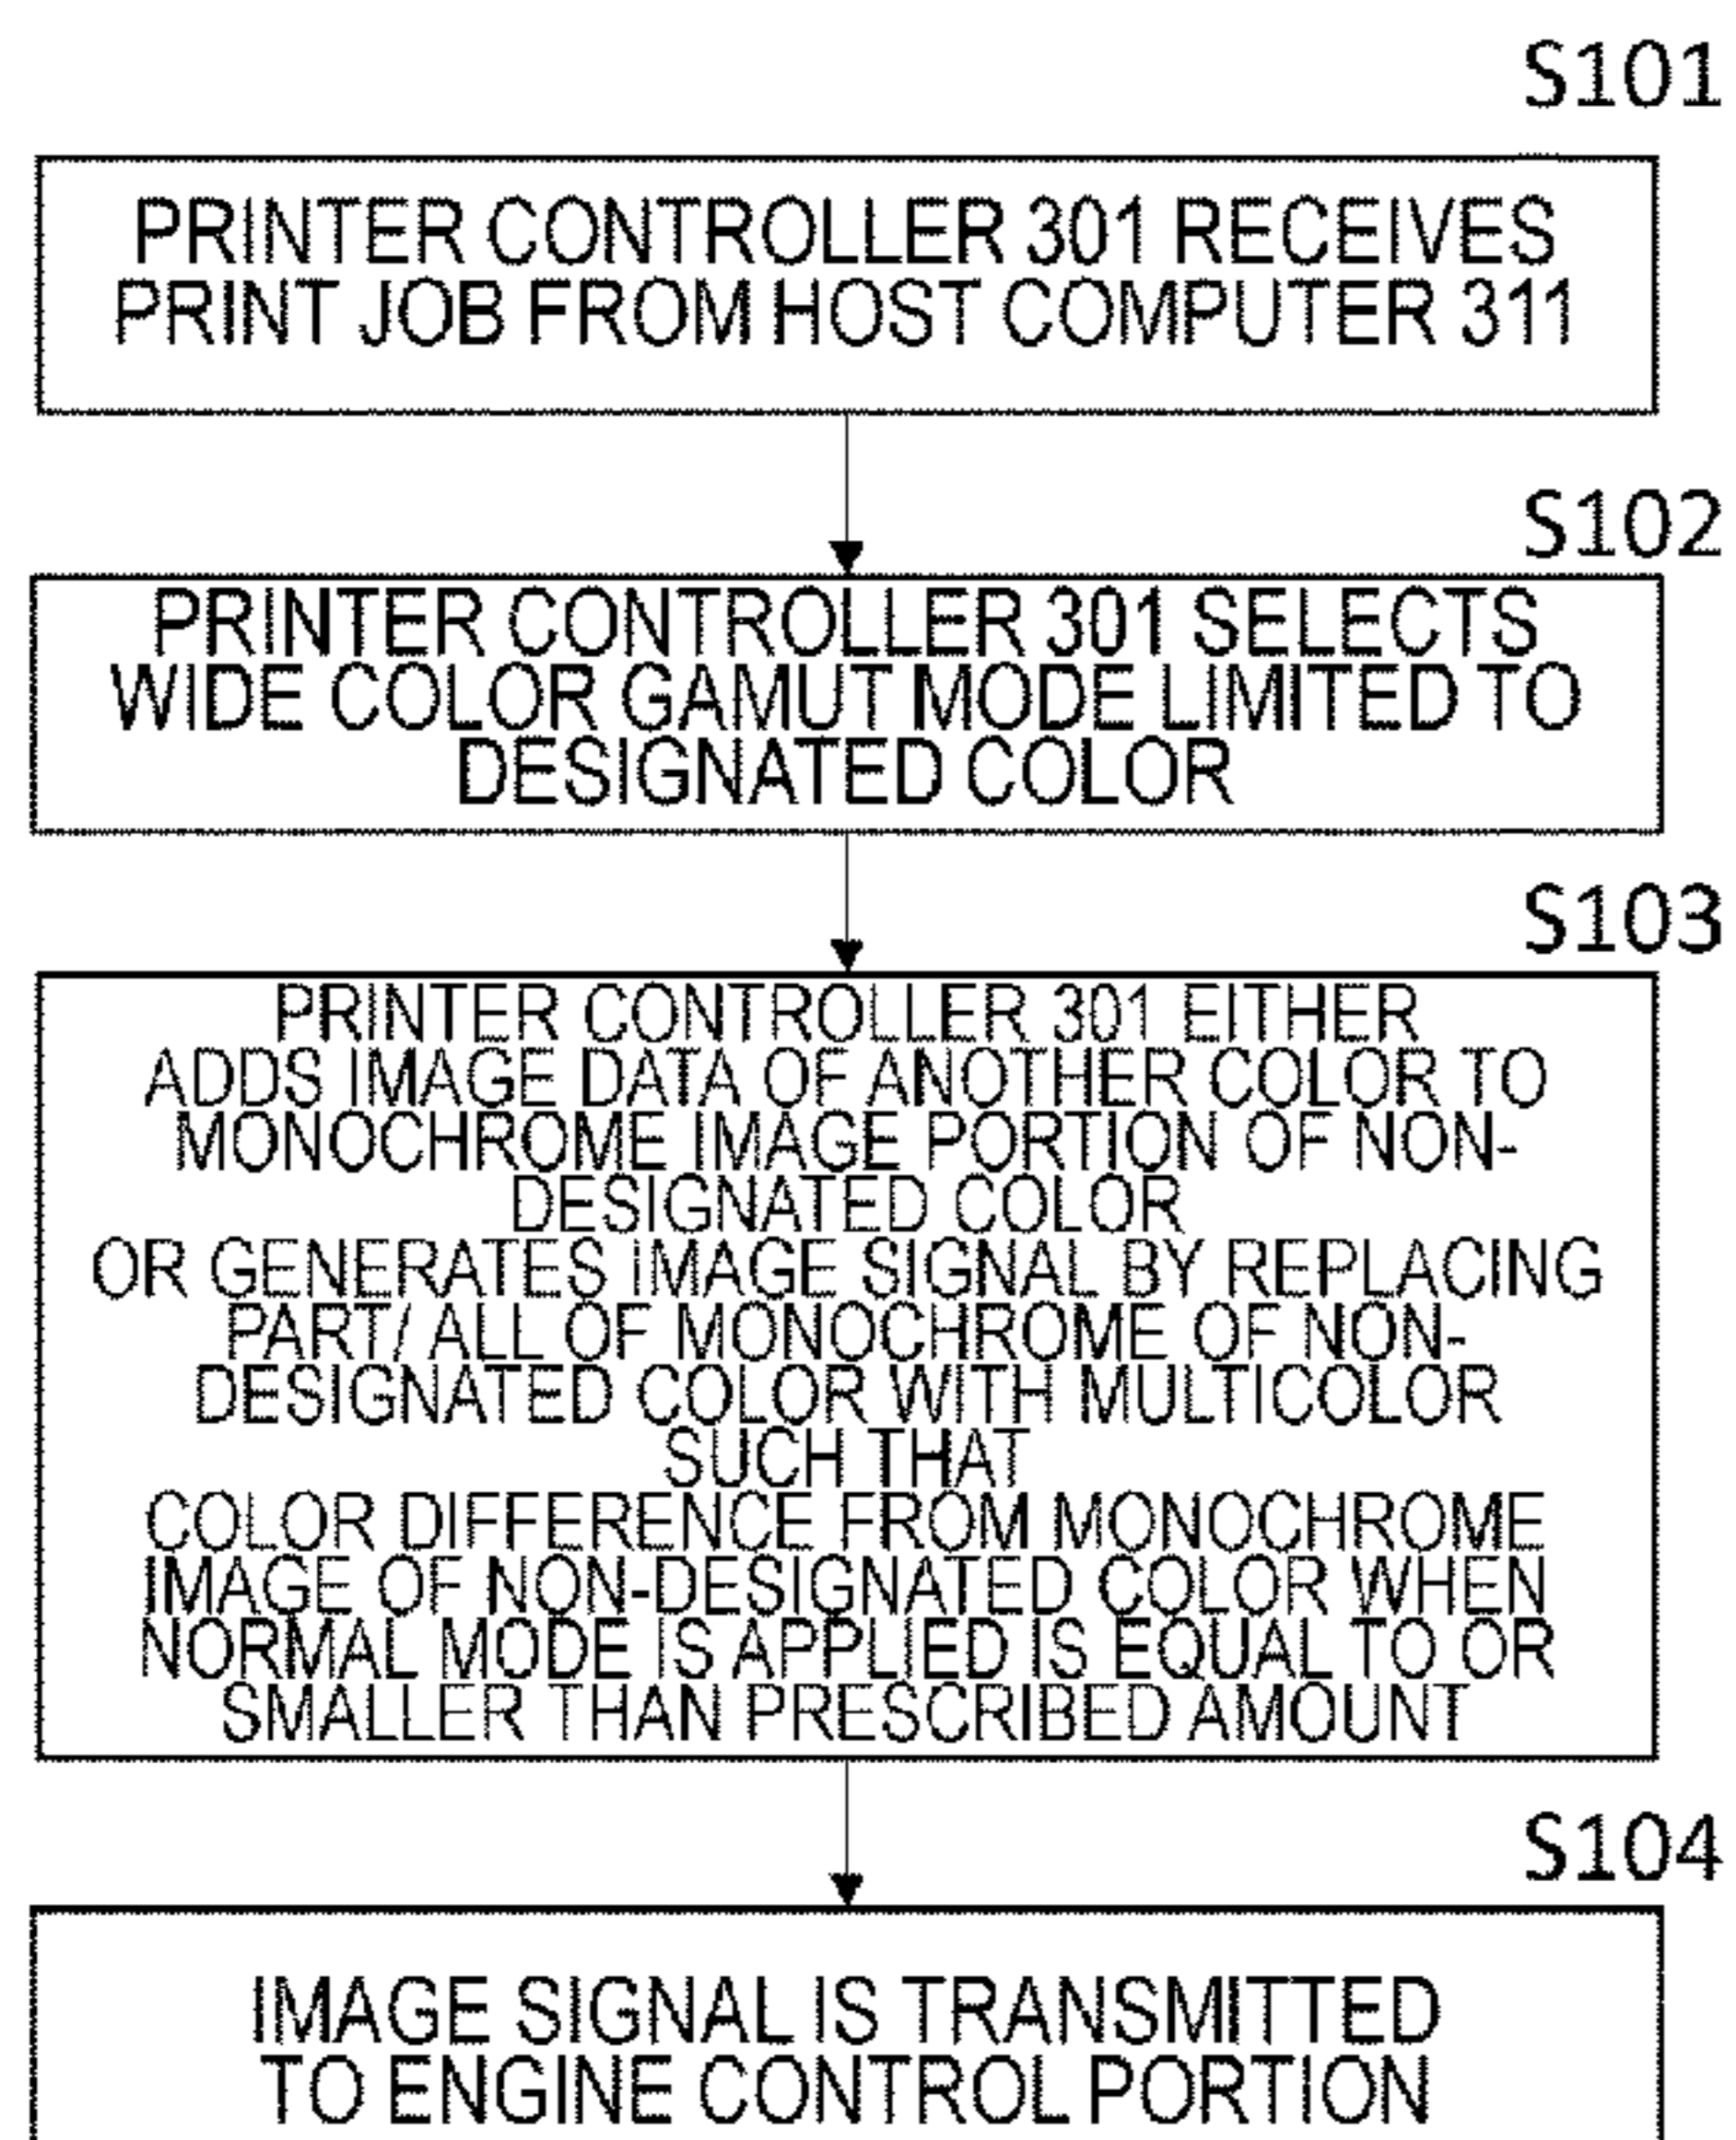 S101
PRINTER CONTROLLER 301 RECEIVES
PRINT JOB FROM HOST COMPUTER 311
S102
PRINTER CONTROLLER 301 SELECTS
WIDE COLOR GAMUT MODE LIMITED TO
DESIGNATED COLOR
S103
PRINTER CONTROLLER 301 EITHER
ADDS IMAGE DATA OF ANOTHER COLOR TO
MONOCHROME IMAGE PORTION OF NON-
DESIGNATED COLOR
OR GENERATES IMAGE SIGNAL BY REPLACING
PART/ ALL OF MONOCHROME OF NON-
DESIGNATED COLOR WITH MULTICOLOR
SUCH THAT
COLOR DIFFERENCE FROM MONOCHROME
IMAGE OF NON-DESIGNATED COLOR WHEN
NORMAL MODE IS APPLIED IS EQUAL TO OR
SMALLER THAN PRESCRIBED AMOUNT
S104
IMAGE SIGNAL IS TRANSMITTED
TO ENGINE CONTROL PORTION